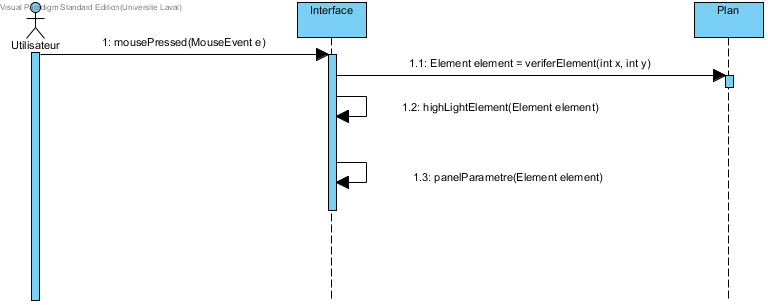 Visual Paradigm Standard Edition(Universite Laval)
Interface
Plan
Utilisateur
1: mousePressed(MouseEvent e)
1.1: Element element = veriferElement(int x, int y)
1.2: highLightElement(Element element)
1.3: panelParametre(Element element)